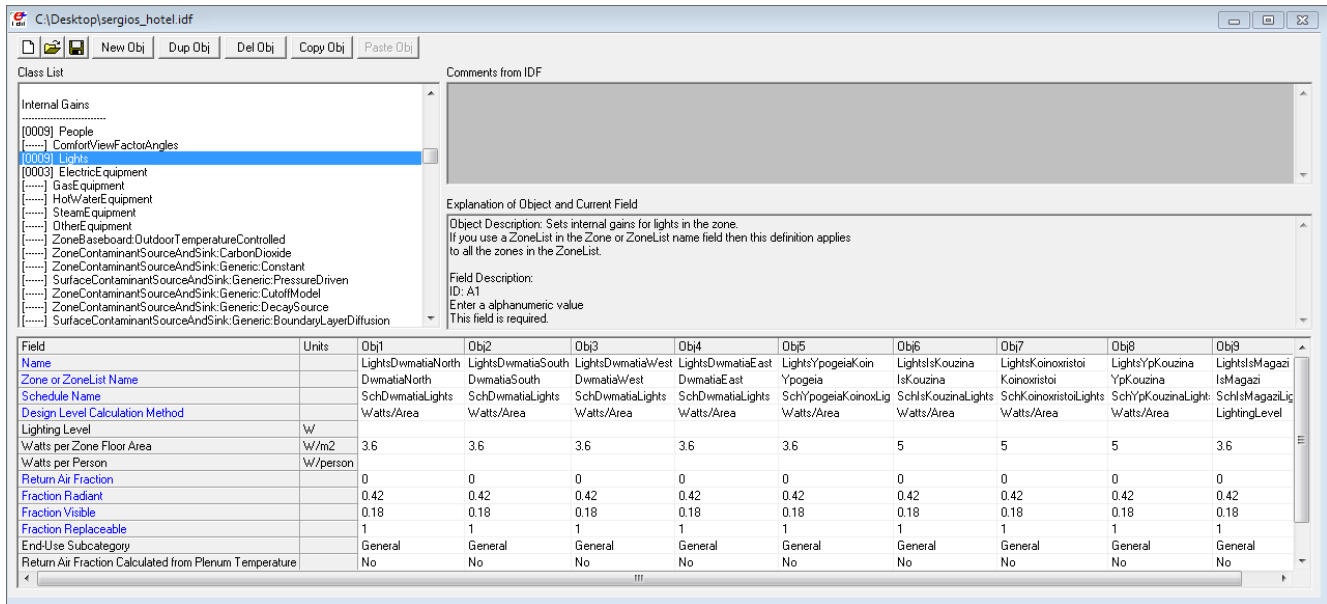 C:\Desktop\sergios_hotel.idf
New Obj Dup Obj Del Obj Copy Obj Paste Obj
Class List
Comments from IDF
Internal Gains
--------------------------
[0009] People
[------] ComfortViewFactorAngles
[0009] Lights
[0003] ElectricEquipment
[------] GasEquipment
[------] HotWaterEquipment
[------] SteamEquipment
[------] OtherEquipment
[------] ZoneBaseboard:OutdoorTemperatureControlled
[------] ZoneContaminantSourceAndSink:CarbonDioxide
[------] ZoneContaminantSourceAndSink:Generic:Constant
[------] SurfaceContaminantSourceAndSink:Generic:PressureDriven
[------] ZoneContaminantSourceAndSink:Generic:CutoffModel
[------] ZoneContaminantSourceAndSink:Generic:DecaySource
[------] SurfaceContaminantSourceAndSink:Generic:BoundaryLayerDiffusion
Explanation of Object and Current Field
Object Description: Sets internal gains for lights in the zone.
If you use a ZoneList in the Zone or ZoneList name field then this definition applies
to all the zones in the ZoneList.
Field Description:
ID: A1
Enter a alphanumeric value
This field is required.
Field Units Obj1 Obj2 Obj3 Obj4 Obj5 Obj6 Obj7 Obj8 Obj9
Name LightsDwmatiaNorth LightsDwmatiaSouth LightsDwmatiaWest LightsDwmatiaEast LightsYpogeiaKoin LightsIsKouzina LightsKoinoxristoi LightsYpKouzina LightsIsMagazi
Zone or ZoneList Name DwmatiaNorth DwmatiaSouth DwmatiaWest DwmatiaEast Ypogeia IsKouzina Koinoxristoi YpKouzina IsMagazi
Schedule Name SchDwmatiaLights SchDwmatiaLights SchDwmatiaLights SchDwmatiaLights SchYpogeiaKoinoxLig SchIsKouzinaLights SchKoinoxristoiLights SchYpKouzinaLight SchIsMagaziLig
Design Level Calculation Method Watts/Area Watts/Area Watts/Area Watts/Area Watts/Area Watts/Area Watts/Area Watts/Area LightingLevel
Lighting Level W
Watts per Zone Floor Area W/m2 3.6 3.6 3.6 3.6 3.6 5 5 5 3.6
Watts per Person W/person
Return Air Fraction 0 0 0 0 0 0 0 0 0
Fraction Radiant 0.42 0.42 0.42 0.42 0.42 0.42 0.42 0.42 0.42
Fraction Visible 0.18 0.18 0.18 0.18 0.18 0.18 0.18 0.18 0.18
Fraction Replaceable 1 1 1 1 1 1 1 1 1
End-Use Subcategory General General General General General General General General General
Return Air Fraction Calculated from Plenum Temperature No No No No No No No No No